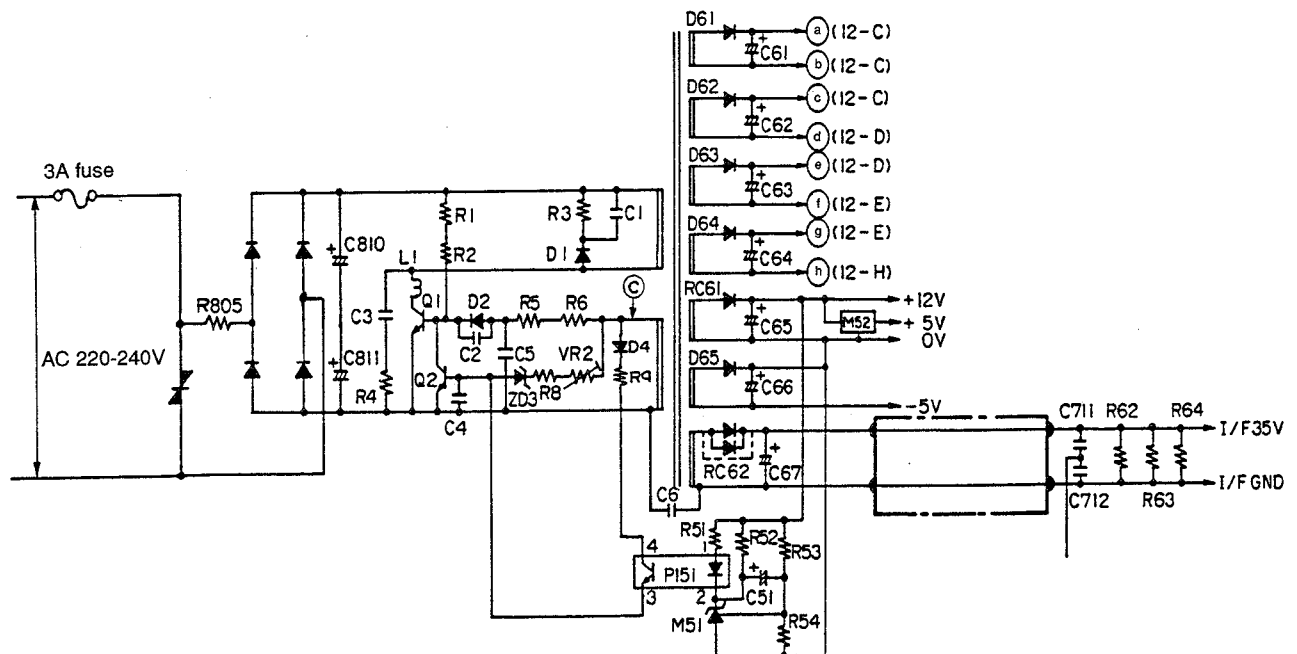 D61
C61
a (12-C)
b (12-C)
D62
C62
c (12-C)
d (12-D)
D63
C63
e (12-D)
f (12-E)
D64
C64
g (12-E)
h (12-H)
3A fuse
AC 220-240V
R805
C810
C811
R1
R2
R3
C1
D1
L1
C3
R4
Q1
D2
C2
R5
R6
C
Q2
C5
VR2
D4
R9
ZD3
R8
C4
RC61
C65
+12V
M52
+ 5V
0V
D65
C66
-5V
RC62
C67
C6
C711
C712
R62
R63
R64
I/F35V
I/F GND
4
3
P151
1
2
R51
R52
R53
C51
M51
R54
+
+
+
+
+
+
+
+
+
+